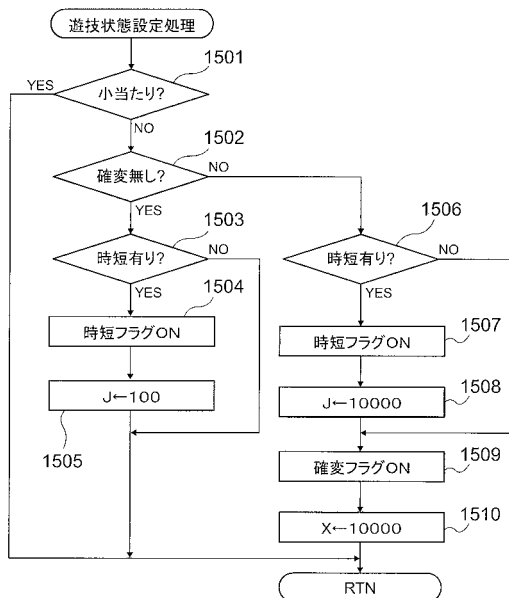 遊技状態設定処理
1501
YES
小当たり?
NO
1502
確変無し?
NO
YES
1503
時短有り?
NO
YES
1504
時短フラグON
J←100
1505
1506
時短有り?
NO
YES
1507
時短フラグON
1508
J←10000
1509
確変フラグON
1510
X←10000
RTN